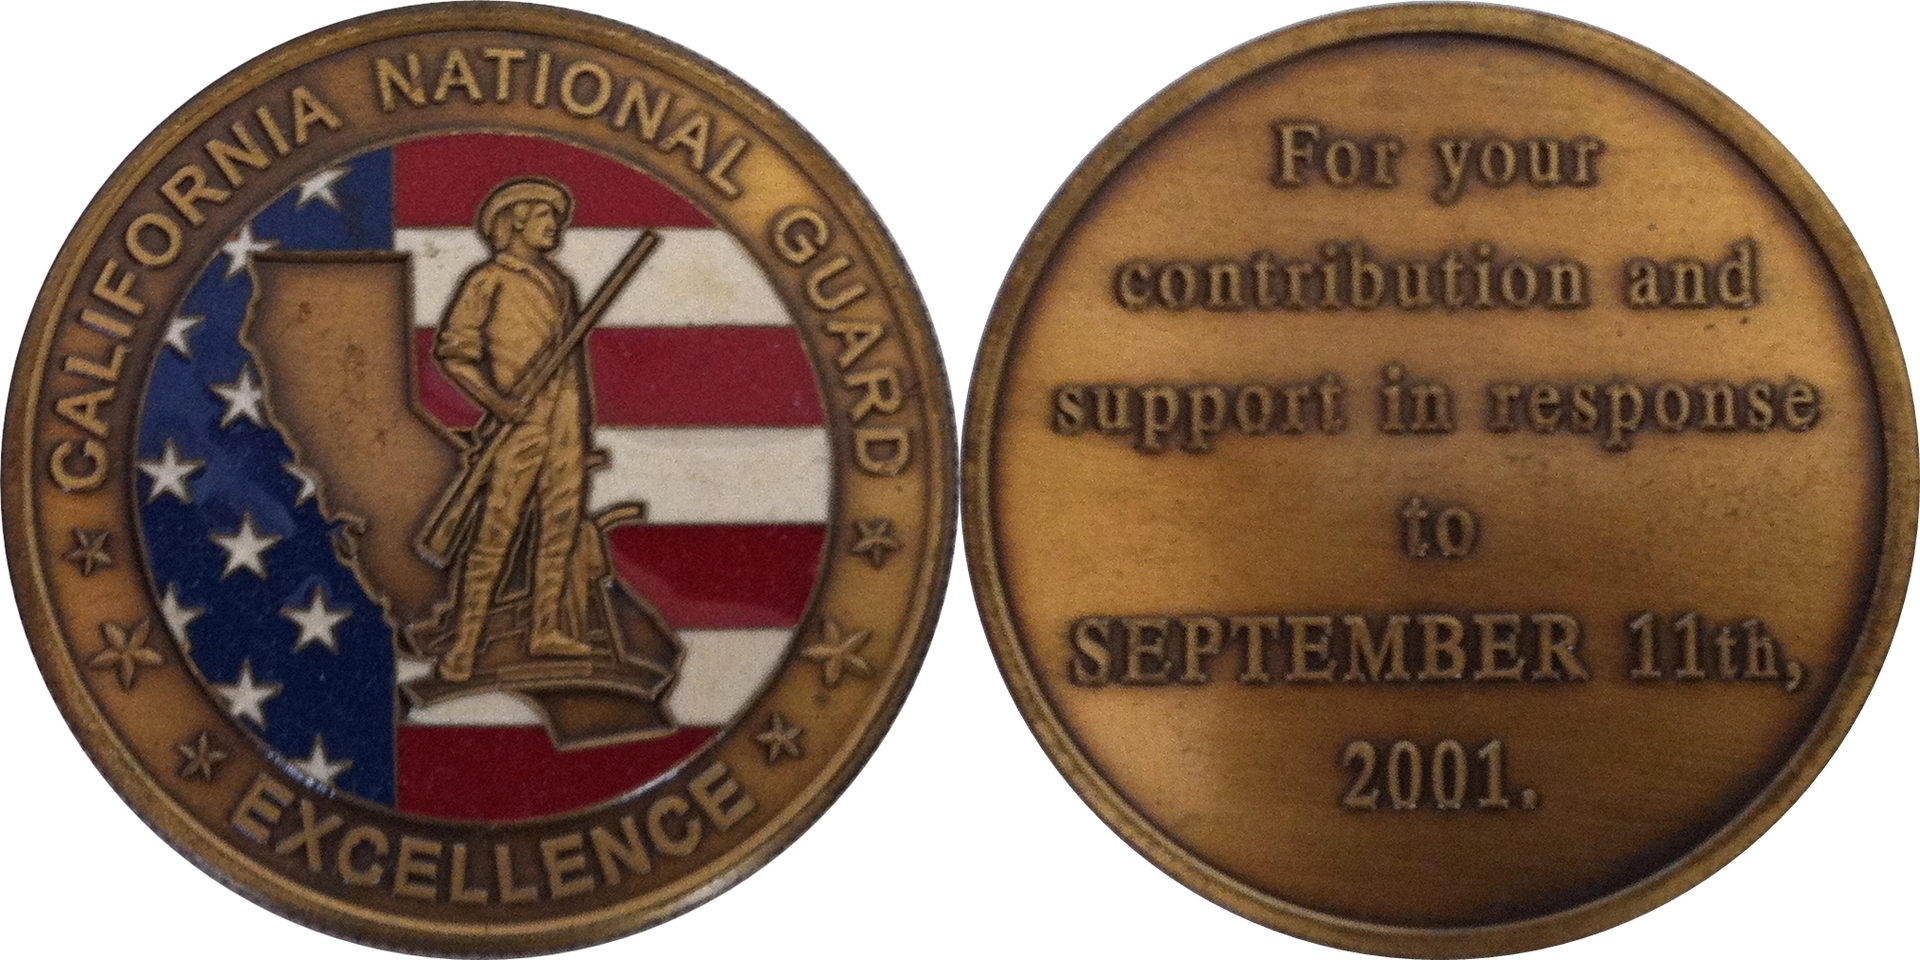 CALIFORNIA NATIONAL GUARD
EXCELLENCE
For your
contribution and
support in response
to
SEPTEMBER 11th,
2001.